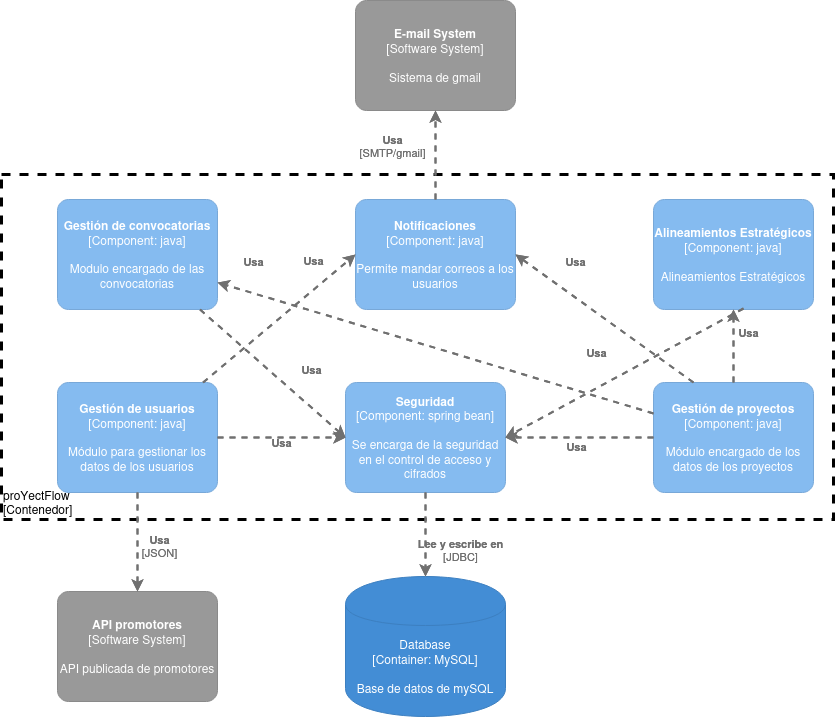 E-mail System
[Software System]
Sistema de gmail
Usa
[SMTP/gmail]
Gestión de convocatorias
[Component: java]
Modulo encargado de las
convocatorias
Notificaciones
[Component: java]
Permite mandar correos a los
usuarios
Alineamientos Estratégicos
[Component: java]
Alineamientos Estratégicos
Usa
Usa
Usa
Usa
Usa
Usa
Gestión de usuarios
[Component: java]
Módulo para gestionar los
datos de los usuarios
Usa
Seguridad
[Component: spring bean]
Se encarga de la seguridad
en el control de acceso y
cifrados
Usa
Gestión de proyectos
[Component: java]
Módulo encargado de los
datos de los proyectos
proYectFlow
[Contenedor]
Usa
[JSON]
Lee y escribe en
[JDBC]
API promotores
[Software System]
API publicada de promotores
Database
[Container: MySQL]
Base de datos de mySQL